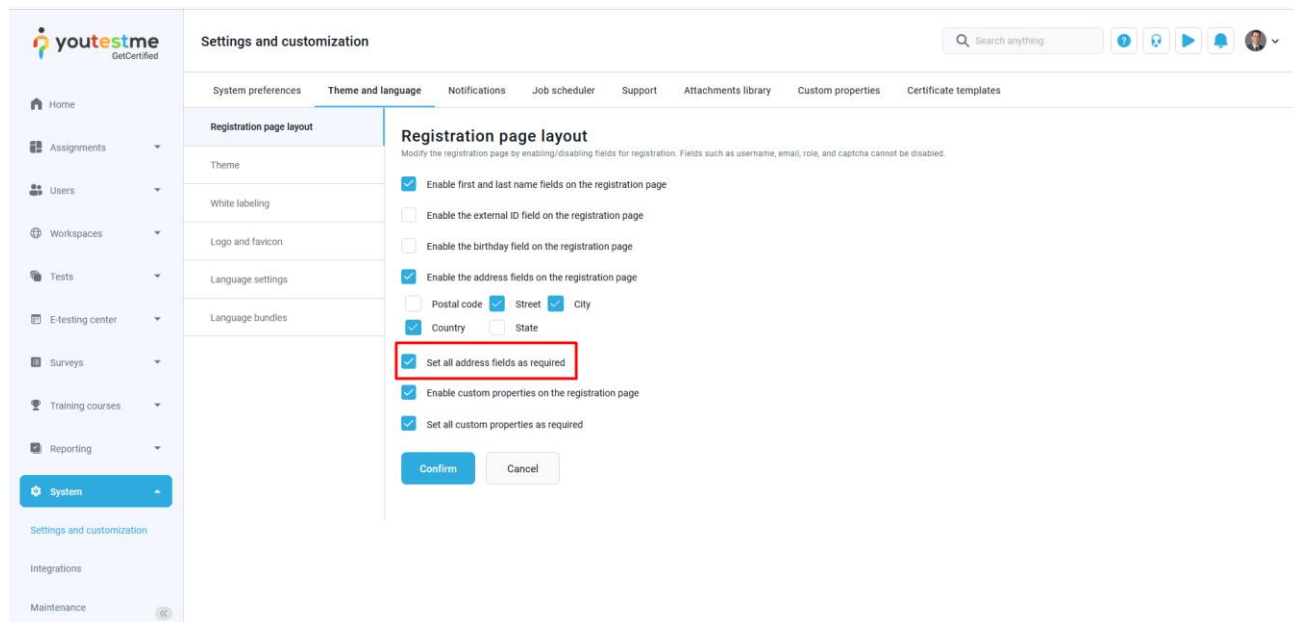 youtestme
GetCertified
Settings and customization
Search anything
Home
Assignments
Users
Workspaces
Tests
E-testing center
Surveys
Training courses
Reporting
System
Settings and customization
Integrations
Maintenance
System preferences Theme and language Notifications Job scheduler Support Attachments library Custom properties Certificate templates
Registration page layout
Theme
White labeling
Logo and favicon
Language settings
Language bundles
Registration page layout
Modify the registration page by enabling/disabling fields for registration. Fields such as username, email, role, and captcha cannot be disabled.
Enable first and last name fields on the registration page
Enable the external ID field on the registration page
Enable the birthday field on the registration page
Enable the address fields on the registration page
Postal code Street City
Country State
Set all address fields as required
Enable custom properties on the registration page
Set all custom properties as required
Confirm Cancel